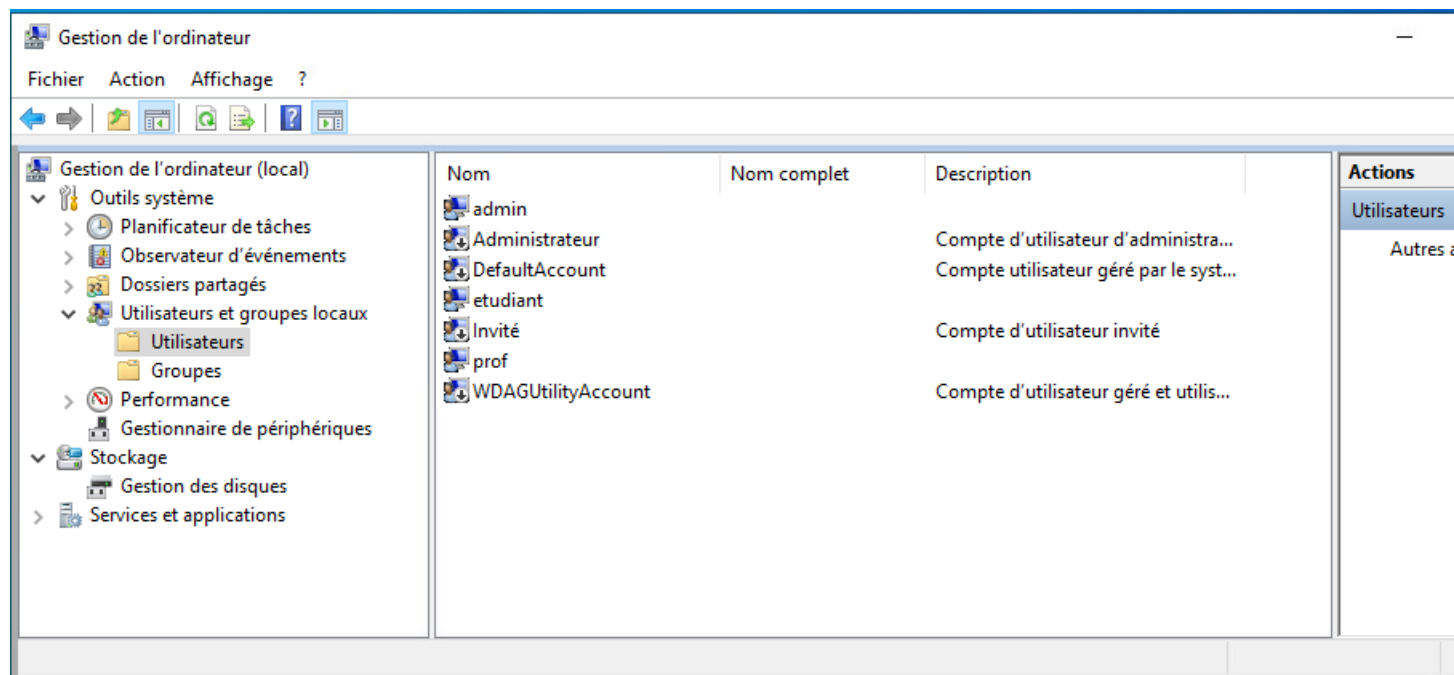 Gestion de l'ordinateur
Fichier Action Affichage ?
Gestion de l'ordinateur (local)
Outils système
Planificateur de tâches
Observateur d'événements
Dossiers partagés
Utilisateurs et groupes locaux
Utilisateurs
Groupes
Performance
Gestionnaire de périphériques
Stockage
Gestion des disques
Services et applications
Nom Nom complet Description
admin
Administrateur Compte d'utilisateur d'administra...
DefaultAccount Compte utilisateur géré par le syst...
etudiant
Invité Compte d'utilisateur invité
prof
WDAGUtilityAccount Compte d'utilisateur géré et utilis...
Actions
Utilisateurs
Autres a